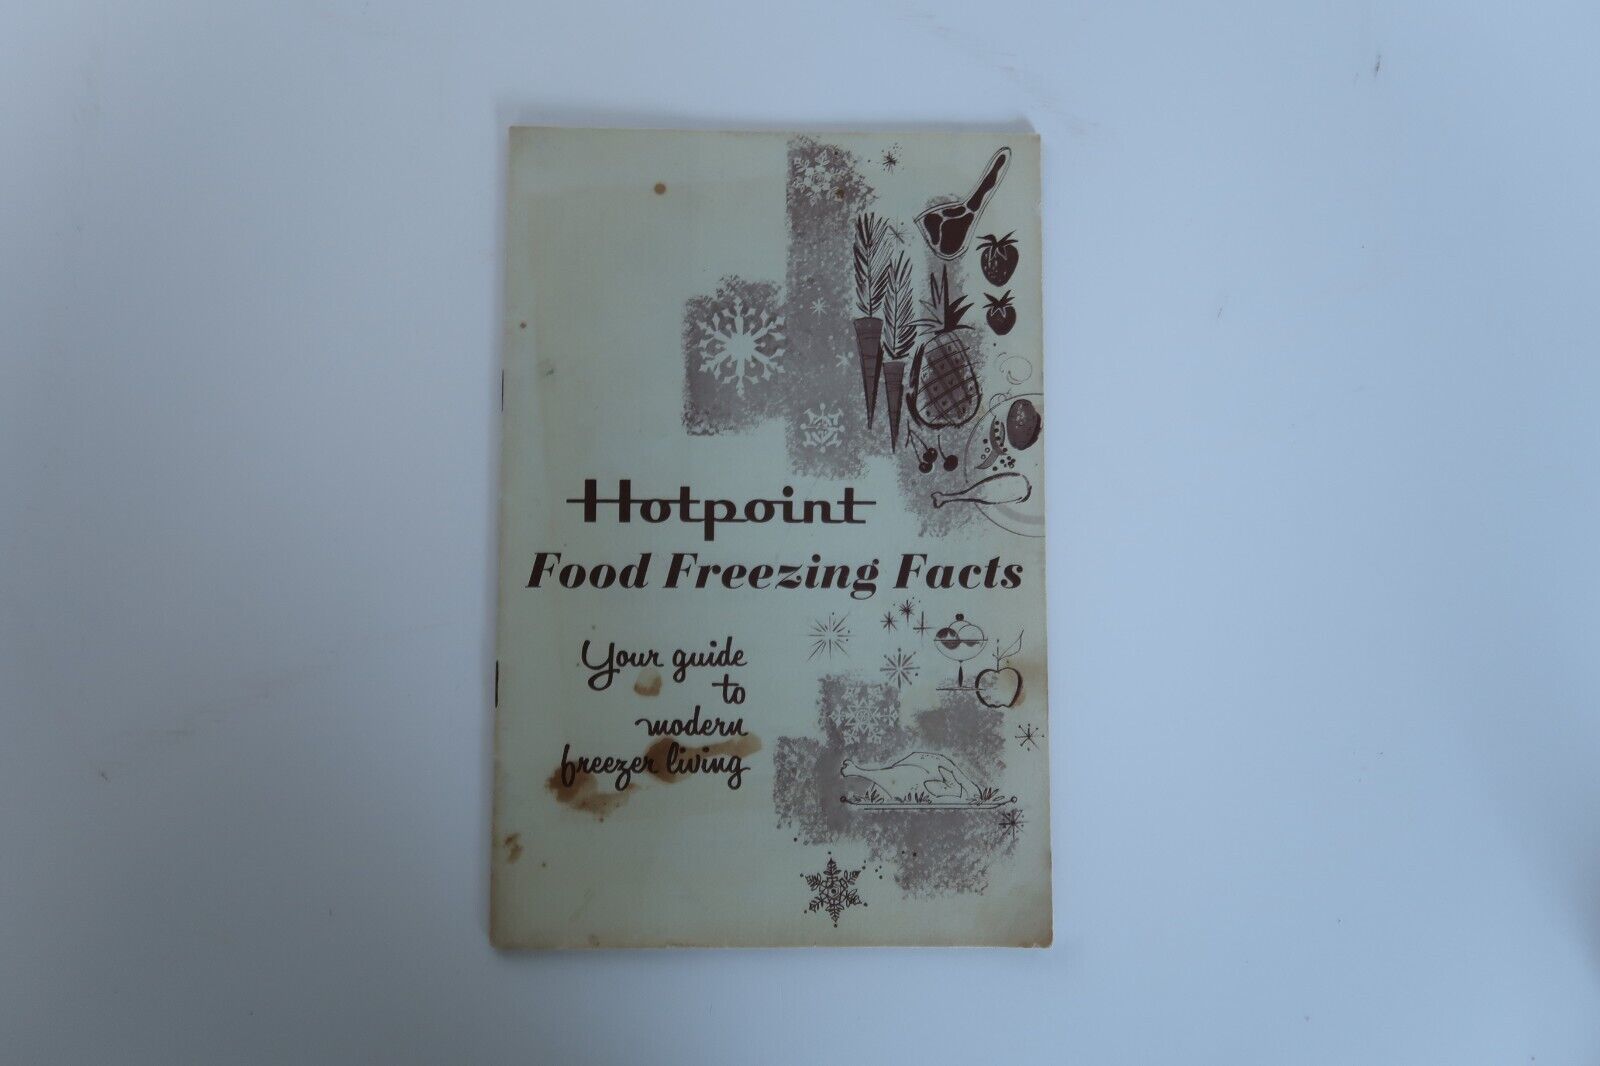 Hotpoint
Food Freezing Facts
Your guide
to
modern
freezer living